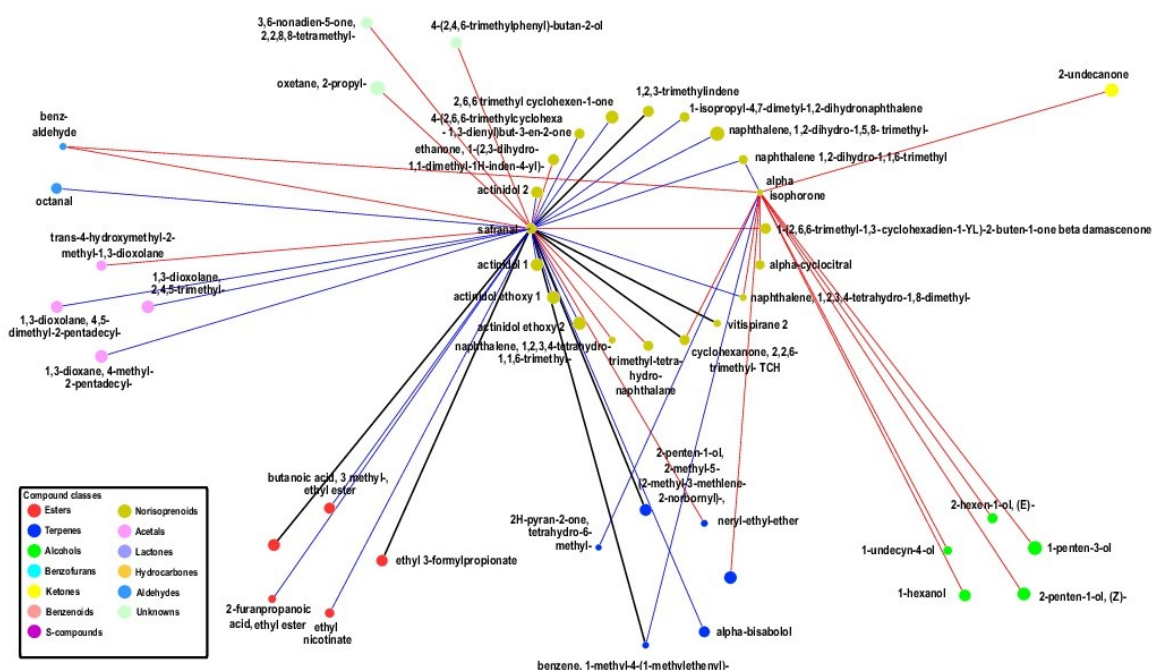 3,6-nonadien-5-one,
2,2,8,8-tetramethyl-
4-(2,4,6-trimethylphenyl)-butan-2-ol
oxetane, 2-propyl-
2-undecanone
benz-
aldehyde
octanal
2,6,6 trimethyl cyclohexen-1-one
1,2,3-trimethylindene
4-(2,6,6-trimethylcyclohexa
- 1,3-dienyl)but-3-en-2-one
1-isopropyl-4,7-dimetyl-1,2-dihydronaphthalene
naphthalene, 1,2-dihydro-1,5,8- trimethyl-
ethanone, 1-(2,3-dihydro-
1,1-dimethyl-1H-inden-4-yl)-
naphthalene 1,2-dihydro-1,1,6-trimethyl
actinidol 2
alpha
isophorone
safranal
1-(2,6,6-trimethyl-1,3-cyclohexadien-1-YL)-2-buten-1-one beta damascenone
trans-4-hydroxymethyl-2-
methyl-1,3-dioxolane
actinidol 1
alpha-cyclocitral
1,3-dioxolane,
2,4,5-trimethyl-
actinidol ethoxy 1
naphthalene, 1,2,3,4-tetrahydro-1,8-dimethyl-
1,3-dioxolane, 4,5-
dimethyl-2-pentadecyl-
actinidol ethoxy 2
vitispirane 2
naphthalene, 1,2,3,4-tetrahydro-
1,1,6-trimethyl-
trimethyl-tetra-
hydro-
naphthalane
cyclohexanone, 2,2,6-
trimethyl- TCH
1,3-dioxane, 4-methyl-
2-pentadecyl-
butanoic acid, 3 methyl-,
ethyl ester
2-penten-1-ol,
2-methyl-5-
(2-methyl-3-methlene-
2-norbornyl)-,
2H-pyran-2-one,
tetrahydro-6-
methyl-
neryl-ethyl-ether
2-hexen-1-ol, (E)-
1-undecyn-4-ol
1-penten-3-ol
ethyl 3-formylpropionate
1-hexanol
2-penten-1-ol, (Z)-
2-furanpropanoic
acid, ethyl ester
ethyl
nicotinate
alpha-bisabolol
benzene, 1-methyl-4-(1-methylethenyl)-
Compound classes
Esters
Terpenes
Alcohols
Benzofurans
Ketones
Benzenoids
S-compounds
Norisoprenoids
Acetals
Lactones
Hydrocarbones
Aldehydes
Unknowns